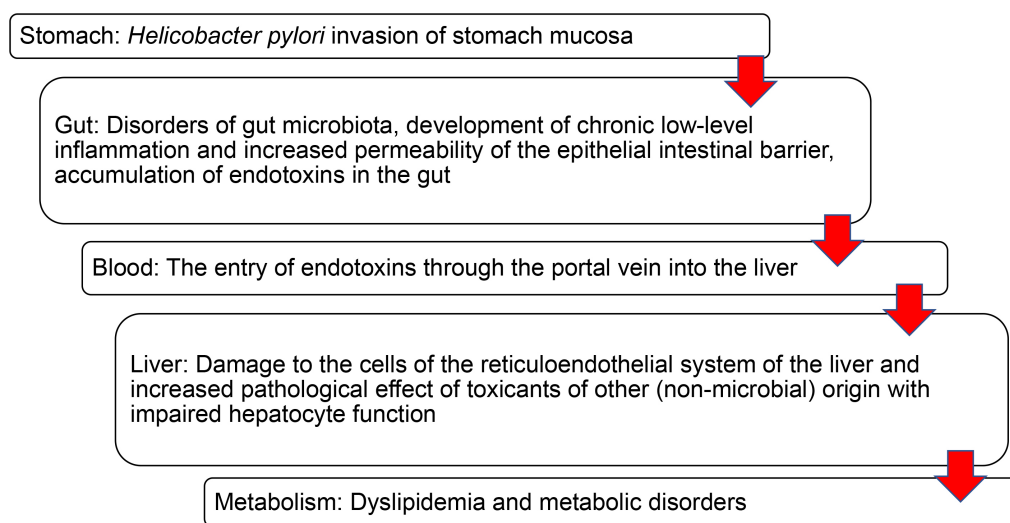 Stomach: Helicobacter pylori invasion of stomach mucosa
Gut: Disorders of gut microbiota, development of chronic low-level
inflammation and increased permeability of the epithelial intestinal barrier,
accumulation of endotoxins in the gut
Blood: The entry of endotoxins through the portal vein into the liver
Liver: Damage to the cells of the reticuloendothelial system of the liver and
increased pathological effect of toxicants of other (non-microbial) origin with
impaired hepatocyte function
Metabolism: Dyslipidemia and metabolic disorders